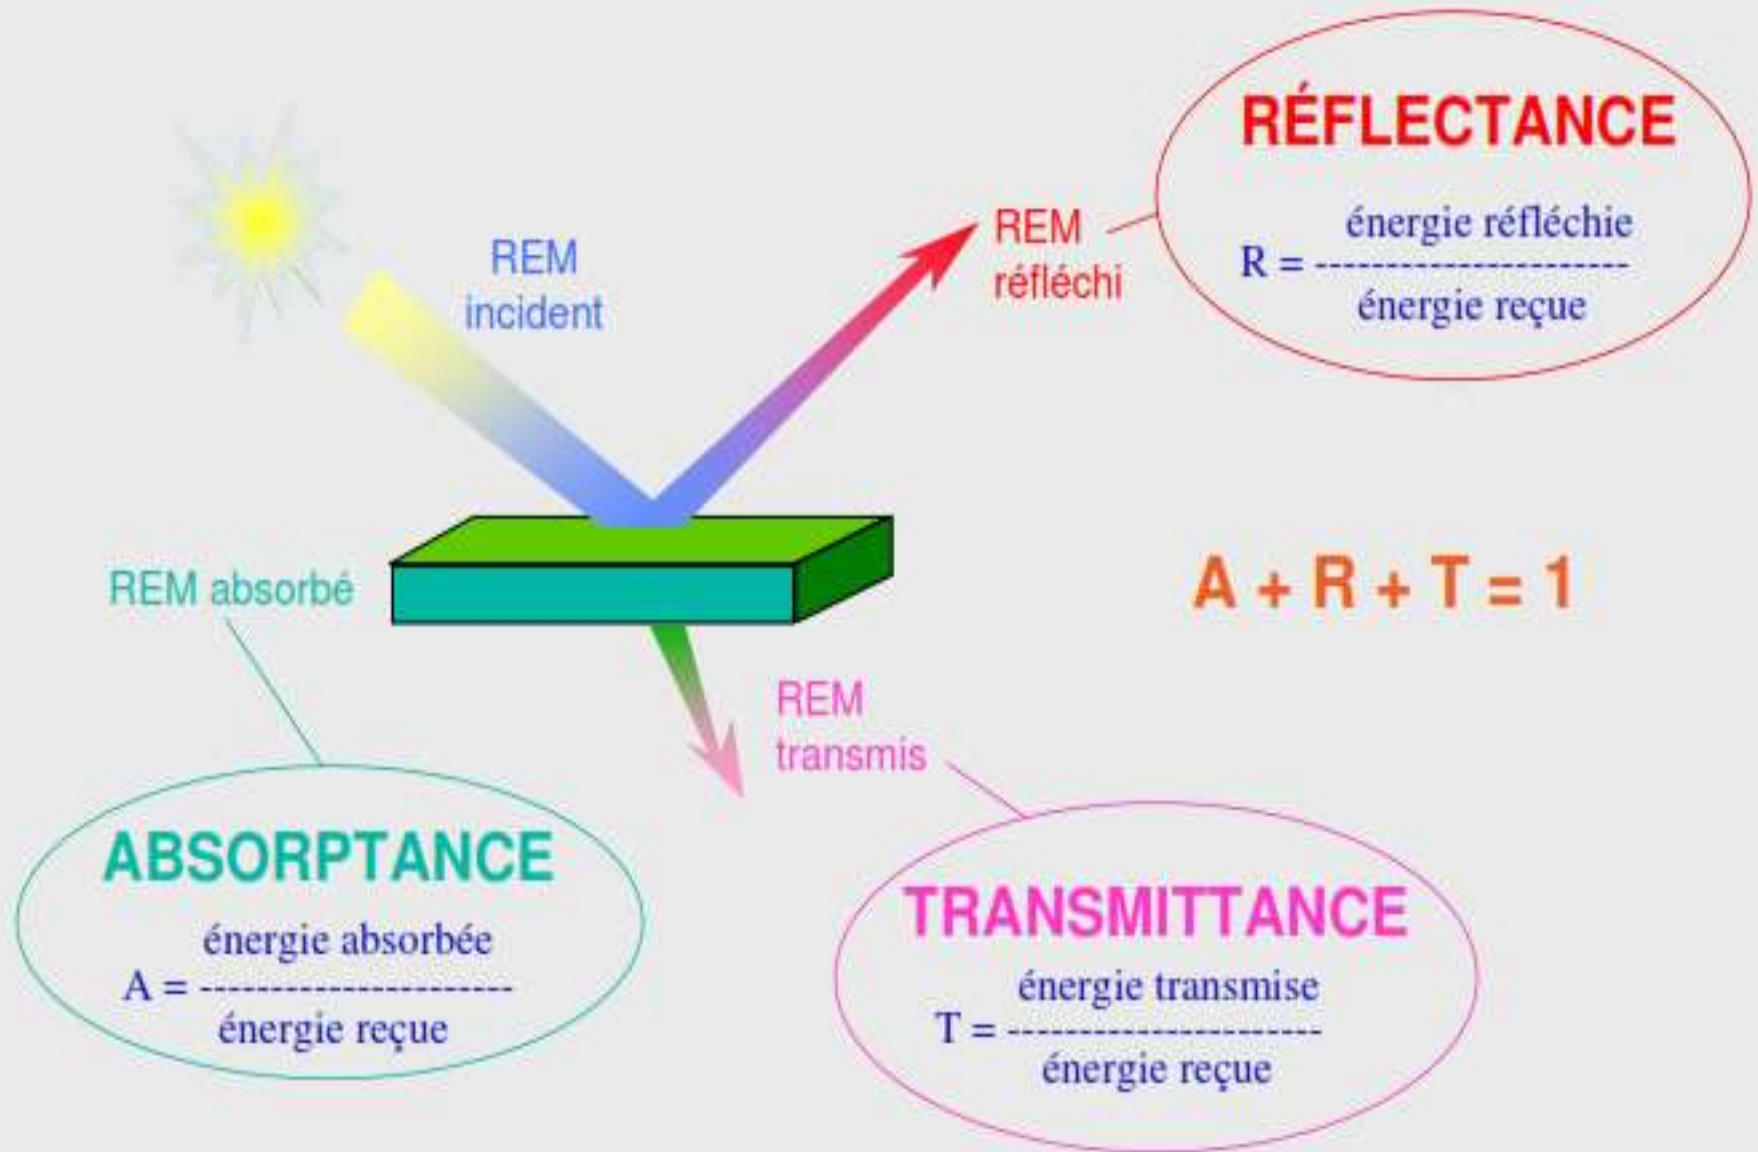 RÉFLECTANCE
énergie réfléchie
R = ----------------------
énergie reçue
REM
réfléchi
REM
incident
A + R + T = 1
REM absorbé
REM
transmis
ABSORPTANCE
énergie absorbée
A = ----------------------
énergie reçue
TRANSMITTANCE
énergie transmise
T = ----------------------
énergie reçue